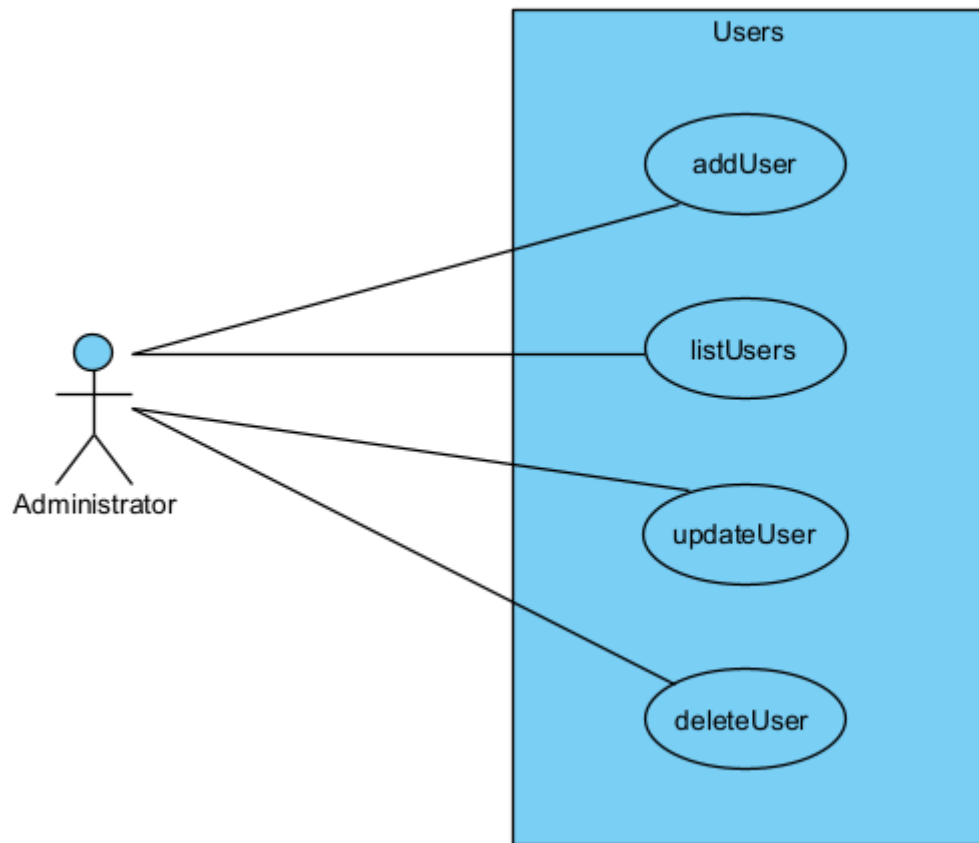 Users
addUser
listUsers
Administrator
updateUser
deleteUser